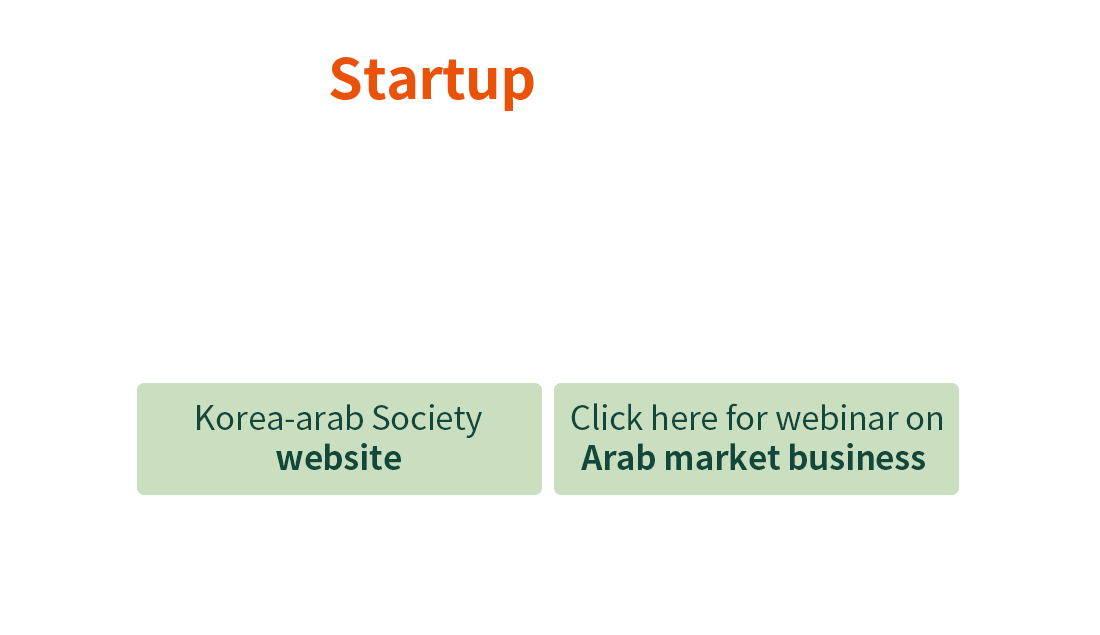 Startup
Korea-arab Society
website
Click here for webinar on
Arab market business